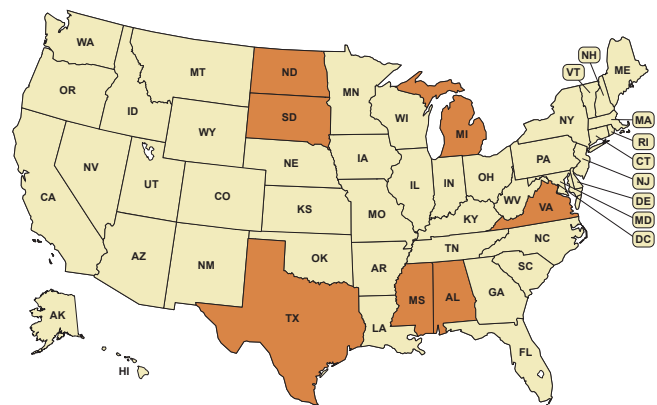 WA
MT
ND
MN
NH
VT
ME
OR
ID
SD
WI
MI
NY
MA
WY
RI
CT
NV
NE
IA
PA
NJ
UT
CO
IL
IN
OH
DE
CA
KS
MO
WV
VA
MD
KY
DC
AZ
NM
OK
AR
TN
NC
SC
TX
MS
AL
GA
LA
AK
FL
HI